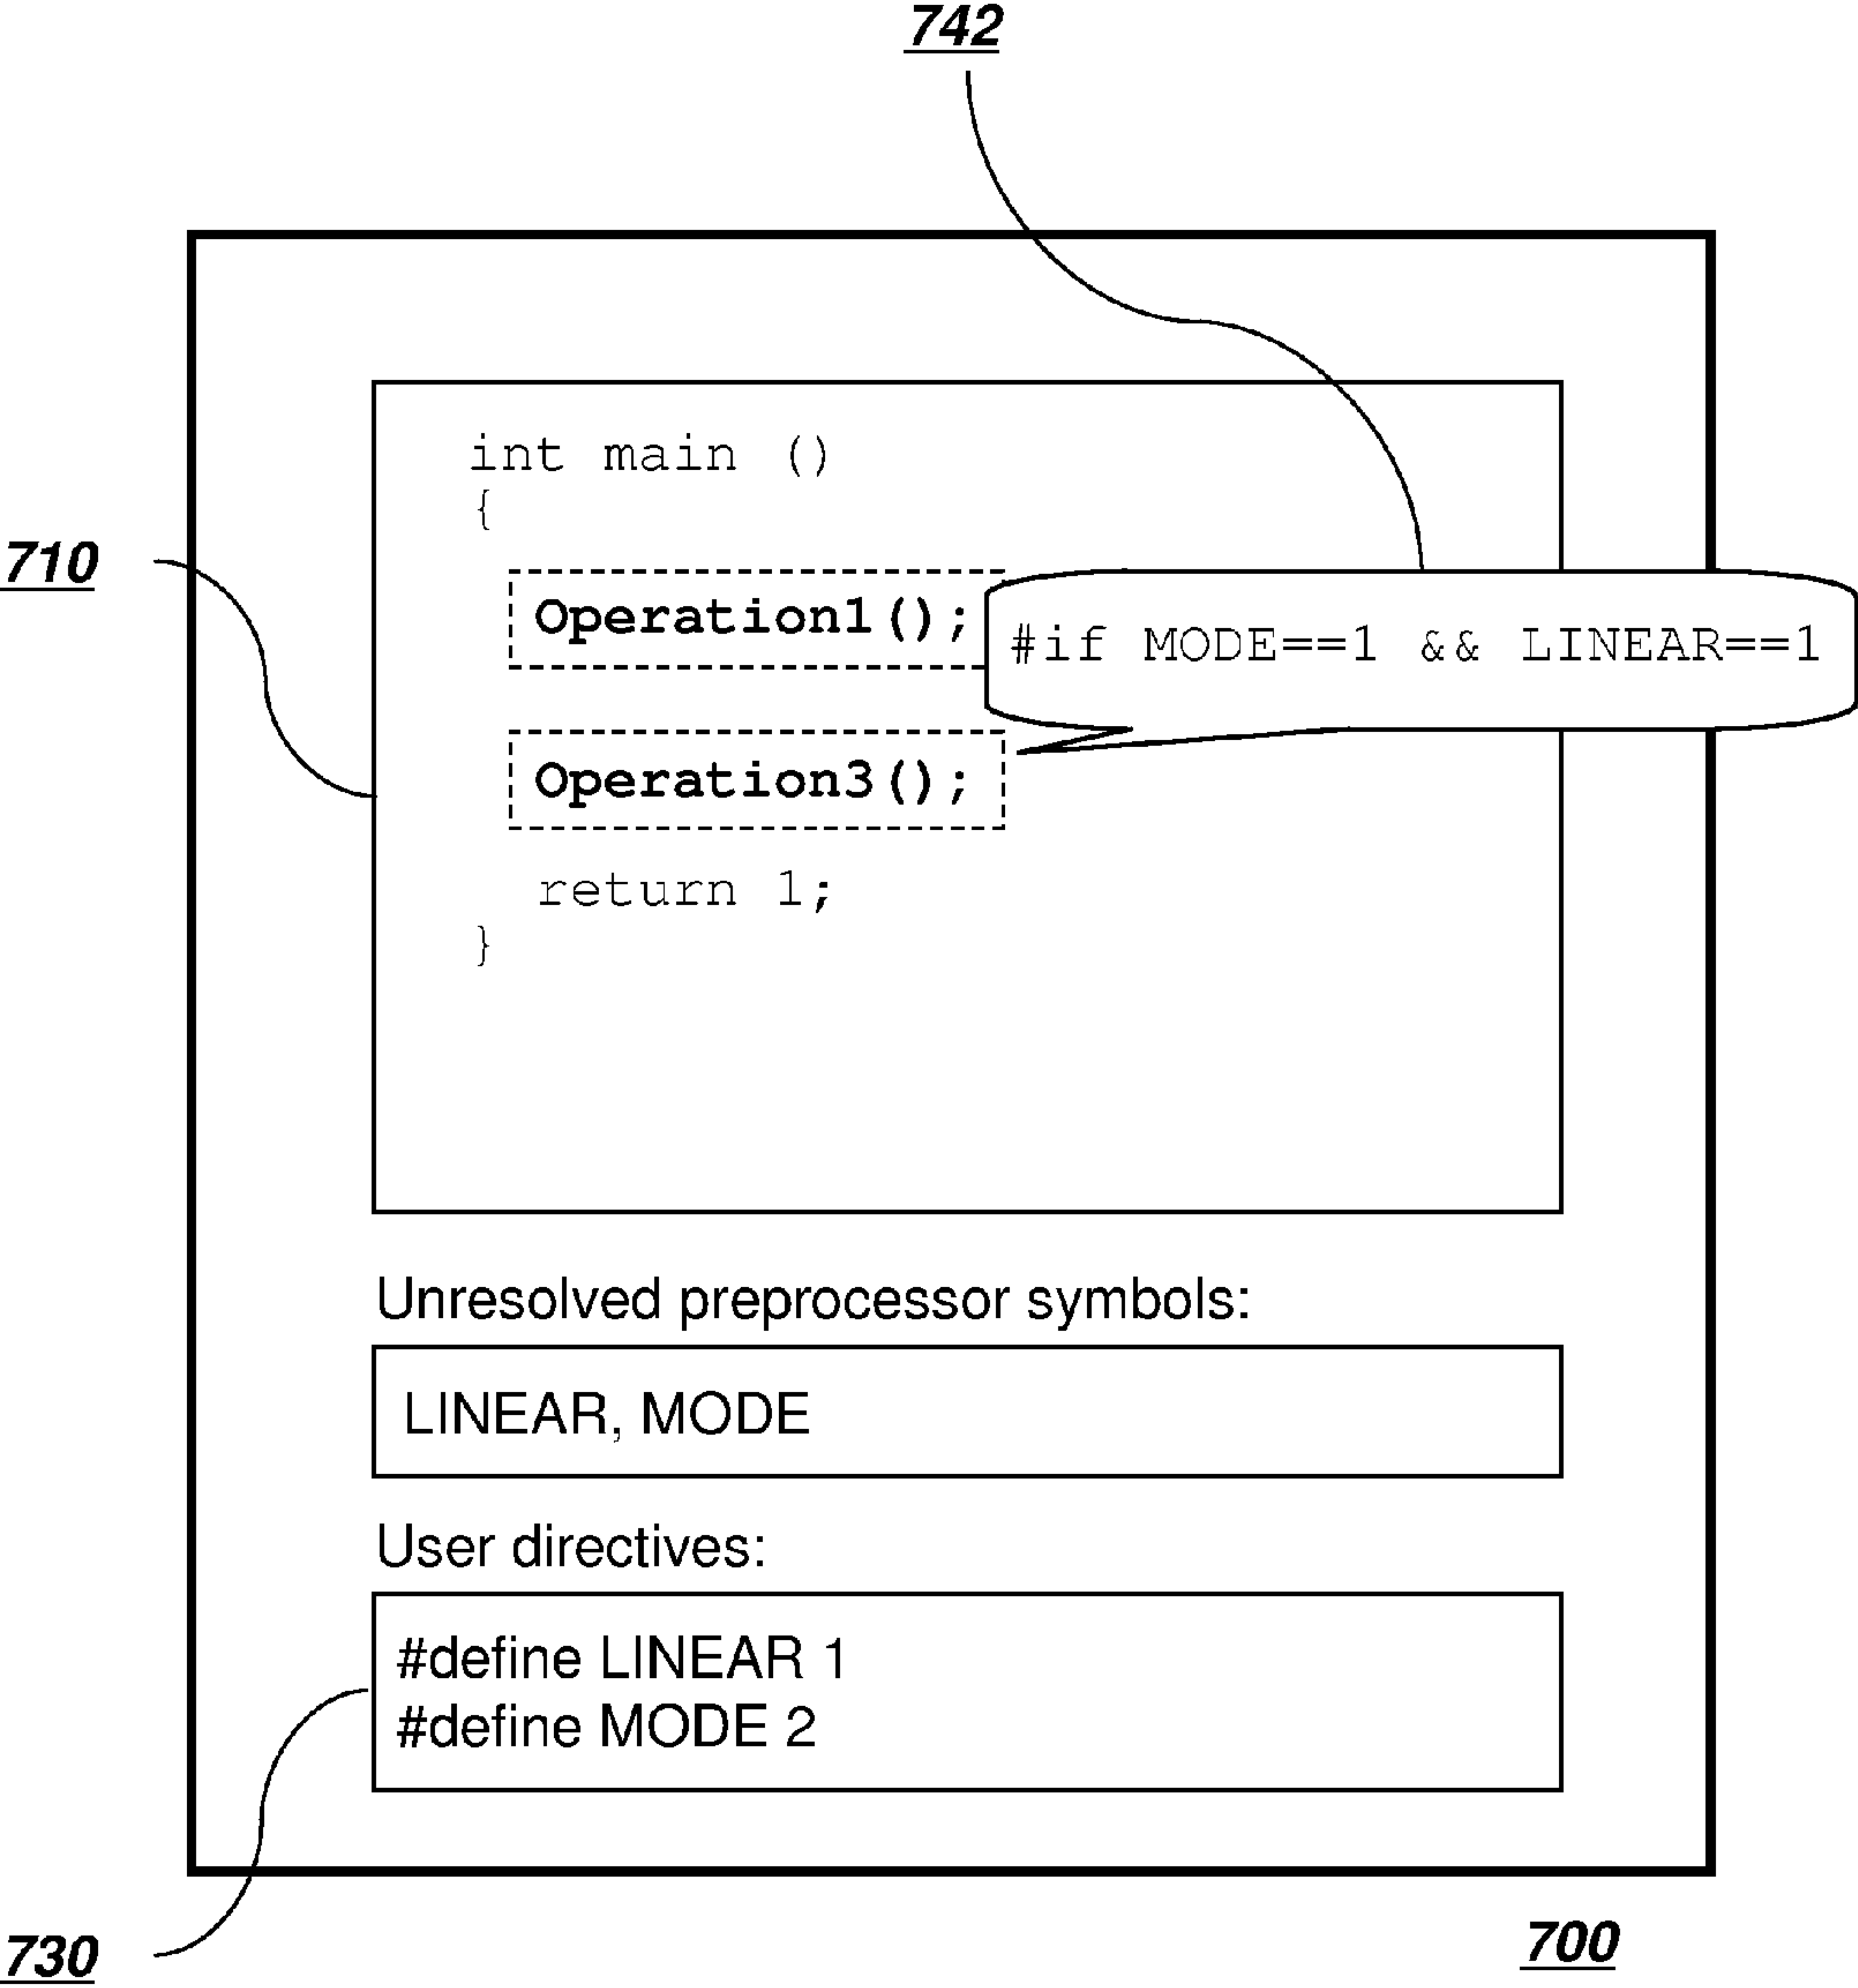 742
int main ()
{
710
Operation1();
#if MODE==1 && LINEAR==1
Operation3();
return 1;
}
Unresolved preprocessor symbols:
LINEAR, MODE
User directives:
#define LINEAR 1
#define MODE 2
730
700